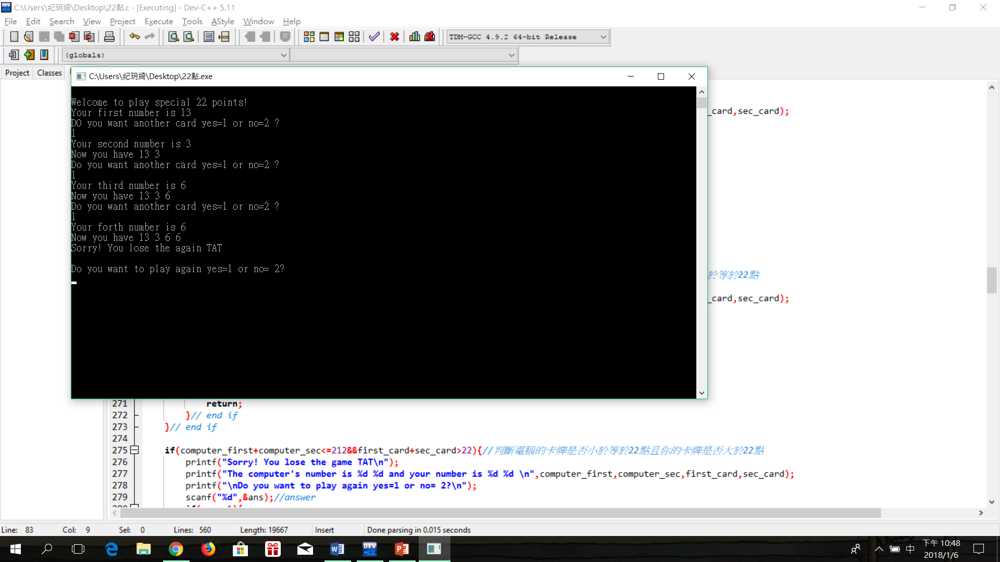 C:\Users\紀玥綺\Desktop\22點.c - [Executing] - Dev-C++ 5.11
File Edit Search View Project Execute Tools AStyle Window Help
TDM-GCC 4.9.2 64-bit Release
(globals)
Project Classes
C:\Users\紀玥綺\Desktop\22點.exe
Welcome to play special 22 points!
Your first number is 13
DO you want another card yes=1 or no=2 ?
1
Your second number is 3
Now you have 13 3
Do you want another card yes=1 or no=2 ?
1
Your third number is 6
Now you have 13 3 6
Do you want another card yes=1 or no=2 ?
1
Your forth number is 6
Now you have 13 3 6 6
Sorry! You lose the again TAT
Do you want to play again yes=1 or no= 2?
_card,sec_card);
於等於22點
_card,sec_card);
271 return;
272 }// end if
273 }// end if
274
275 if(computer_first+computer_sec<=212&&first_card+sec_card>22){//判斷電腦的卡牌是否小於等於22點且你的卡牌是否大於22點
276 printf("Sorry! You lose the game TAT\n");
277 printf("The computer's number is %d %d and your number is %d %d \n",computer_first,computer_sec,first_card,sec_card);
278 printf("\nDo you want to play again yes=1 or no= 2?\n");
279 scanf("%d",&ans);//answer
Line: 83 Col: 9 Sel: 0 Lines: 560 Length: 19667 Insert Done parsing in 0.015 seconds
DEV
中
下午 10:48
2018/1/6